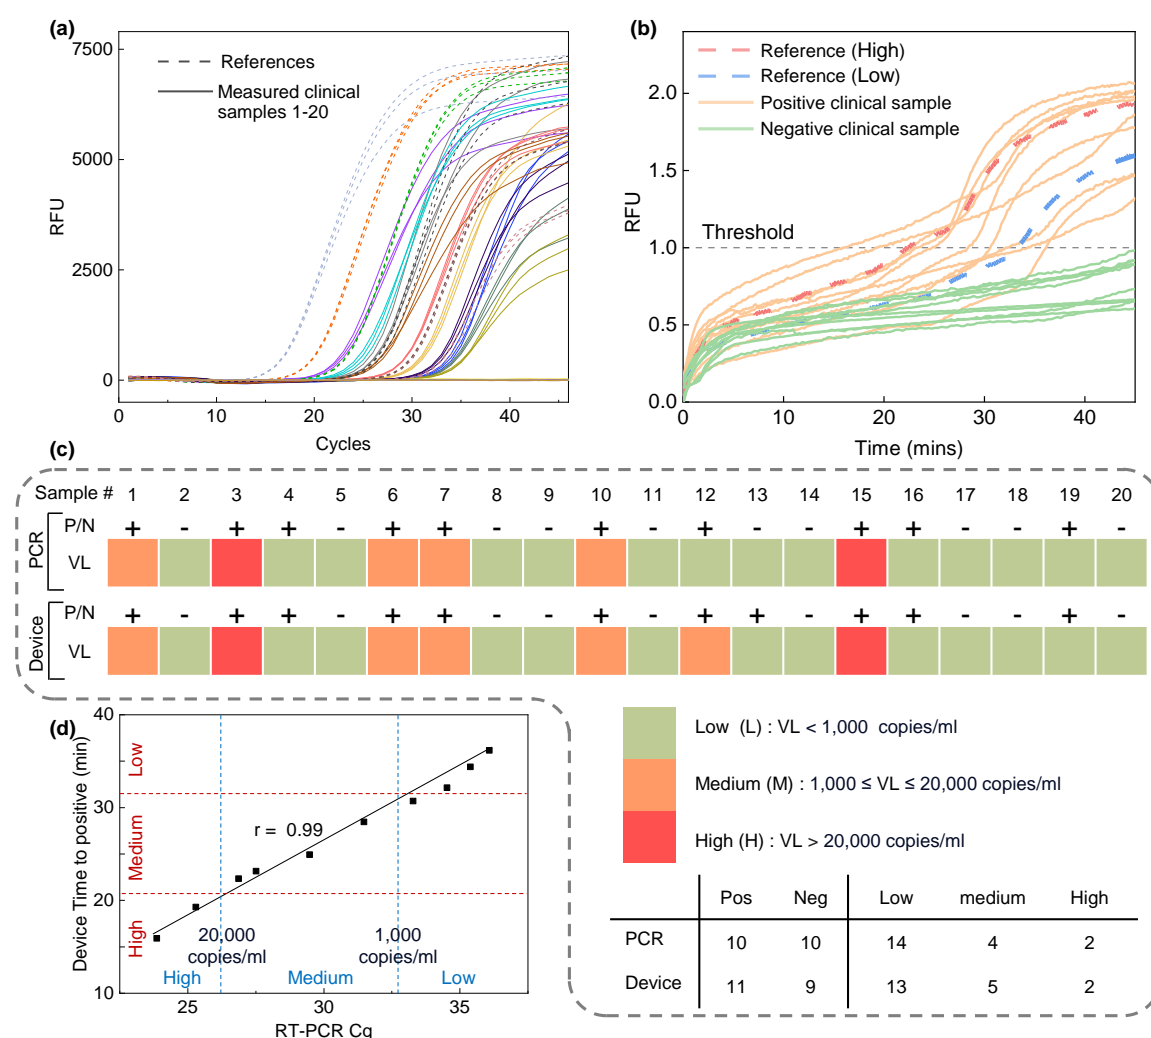 (a)
7500
5000
2500
0
RFU
References
Measured clinical
samples 1-20
0 10 20 30 40
Cycles
(b)
2.0
1.5
1.0
0.5
0.0
RFU
Reference (High)
Reference (Low)
Positive clinical sample
Negative clinical sample
Threshold
0 10 20 30 40
Time (mins)
(c)
Sample # 1 2 3 4 5 6 7 8 9 10 11 12 13 14 15 16 17 18 19 20
PCR
P/N + - + + - + + - - + - + - - + + - - + -
VL
Device
P/N + - + + - + + - - + - + + - + + - - + -
VL
(d)
40
30
20
10
Device Time to positive (min)
Low
Medium
High
r = 0.99
20,000
copies/ml
1,000
copies/ml
High Medium Low
25 30 35
RT-PCR Cq
Low (L) : VL < 1,000 copies/ml
Medium (M) : 1,000 ≤ VL ≤ 20,000 copies/ml
High (H) : VL > 20,000 copies/ml
Pos Neg Low medium High
PCR 10 10 14 4 2
Device 11 9 13 5 2